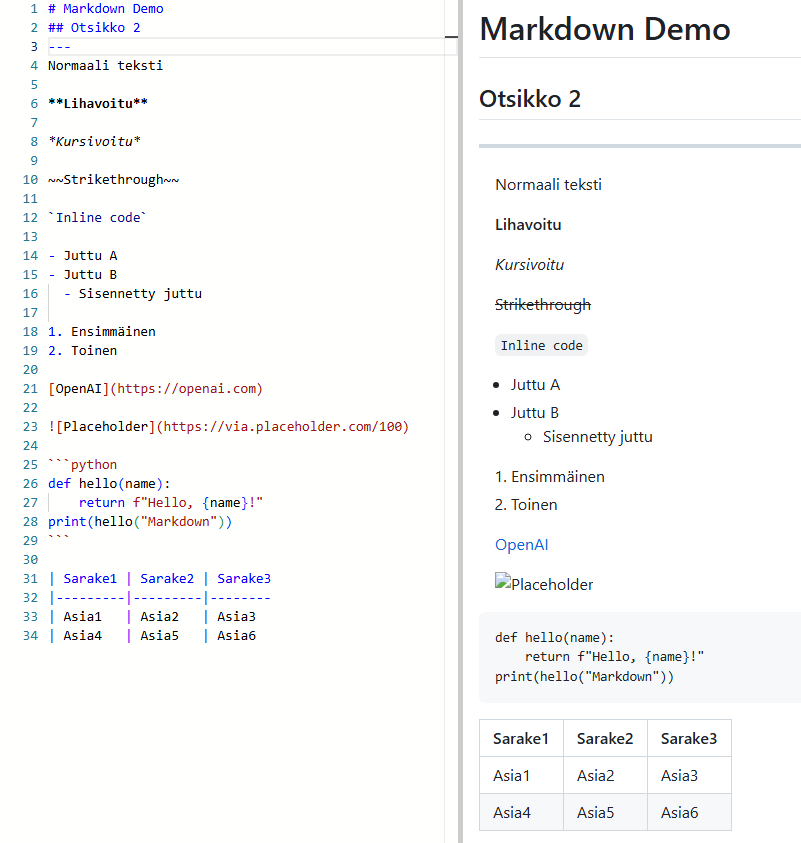 1 # Markdown Demo
2 ## Otsikko 2
3 ---
4 Normaali teksti
5
6 **Lihavoitu**
7
8 *Kursivoitu*
9
10 ~~Strikethrough~~
11
12 `Inline code`
13
14 - Juttu A
15 - Juttu B
16   - Sisennetty juttu
17
18 1. Ensimmäinen
19 2. Toinen
20
21 [OpenAI](https://openai.com)
22
23 ![Placeholder](https://via.placeholder.com/100)
24
25 ```python
26 def hello(name):
27     return f"Hello, {name}!"
28 print(hello("Markdown"))
29 ```
30
31 | Sarake1 | Sarake2 | Sarake3
32 |---------|---------|--------
33 | Asia1   | Asia2   | Asia3
34 | Asia4   | Asia5   | Asia6
Markdown Demo
Otsikko 2
Normaali teksti
Lihavoitu
Kursivoitu
Strikethrough
Inline code
• Juttu A
• Juttu B
◦ Sisennetty juttu
1. Ensimmäinen
2. Toinen
OpenAI
Placeholder
def hello(name):
    return f"Hello, {name}!"
print(hello("Markdown"))
Sarake1 Sarake2 Sarake3
Asia1 Asia2 Asia3
Asia4 Asia5 Asia6